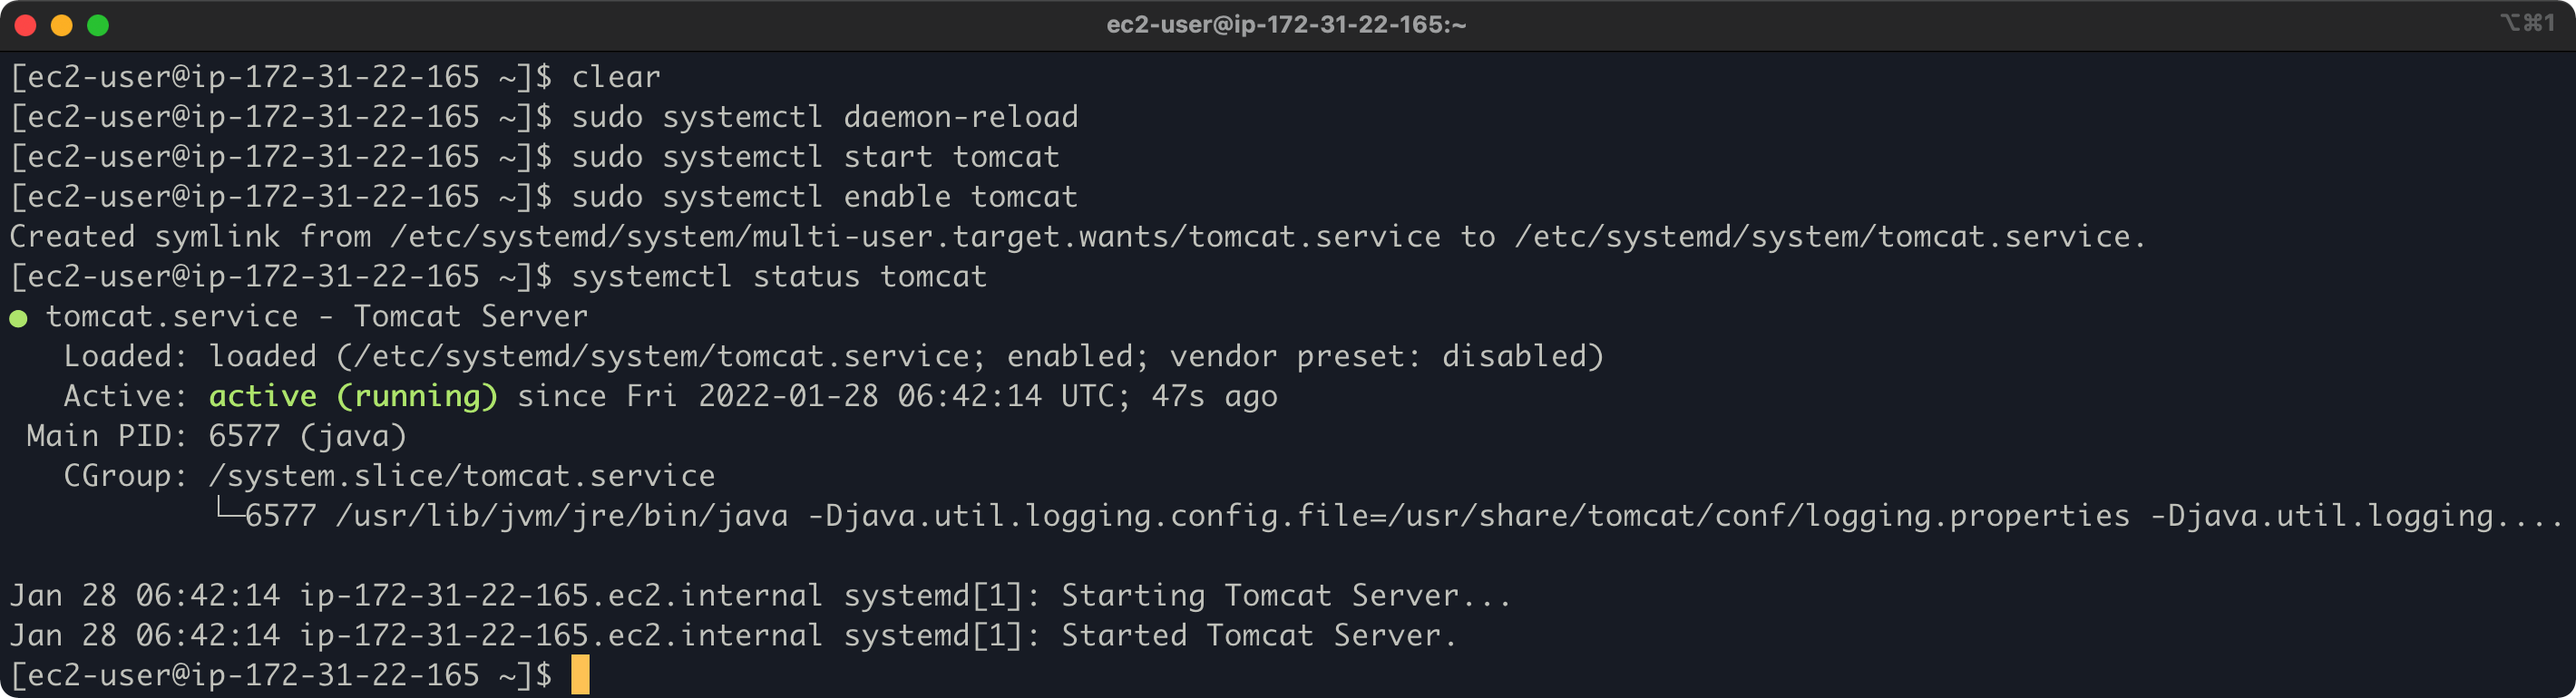 ec2-user@ip-172-31-22-165:~
⌥⌘1
[ec2-user@ip-172-31-22-165 ~]$ clear
[ec2-user@ip-172-31-22-165 ~]$ sudo systemctl daemon-reload
[ec2-user@ip-172-31-22-165 ~]$ sudo systemctl start tomcat
[ec2-user@ip-172-31-22-165 ~]$ sudo systemctl enable tomcat
Created symlink from /etc/systemd/system/multi-user.target.wants/tomcat.service to /etc/systemd/system/tomcat.service.
[ec2-user@ip-172-31-22-165 ~]$ systemctl status tomcat
● tomcat.service - Tomcat Server
   Loaded: loaded (/etc/systemd/system/tomcat.service; enabled; vendor preset: disabled)
   Active: active (running) since Fri 2022-01-28 06:42:14 UTC; 47s ago
 Main PID: 6577 (java)
   CGroup: /system.slice/tomcat.service
           └─6577 /usr/lib/jvm/jre/bin/java -Djava.util.logging.config.file=/usr/share/tomcat/conf/logging.properties -Djava.util.logging....
Jan 28 06:42:14 ip-172-31-22-165.ec2.internal systemd[1]: Starting Tomcat Server...
Jan 28 06:42:14 ip-172-31-22-165.ec2.internal systemd[1]: Started Tomcat Server.
[ec2-user@ip-172-31-22-165 ~]$